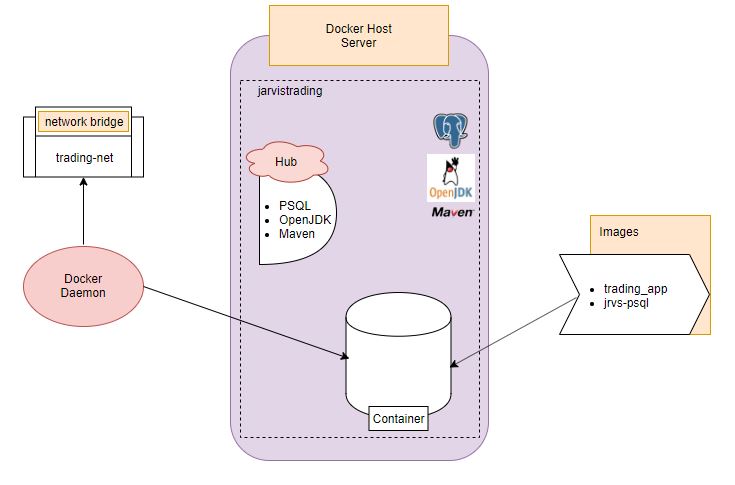 Docker Host
Server
jarvistrading
network bridge
trading-net
Hub
PSQL
OpenJDK
Maven
OpenJDK
Maven
Images
trading_app
jrvs-psql
Docker
Daemon
Container